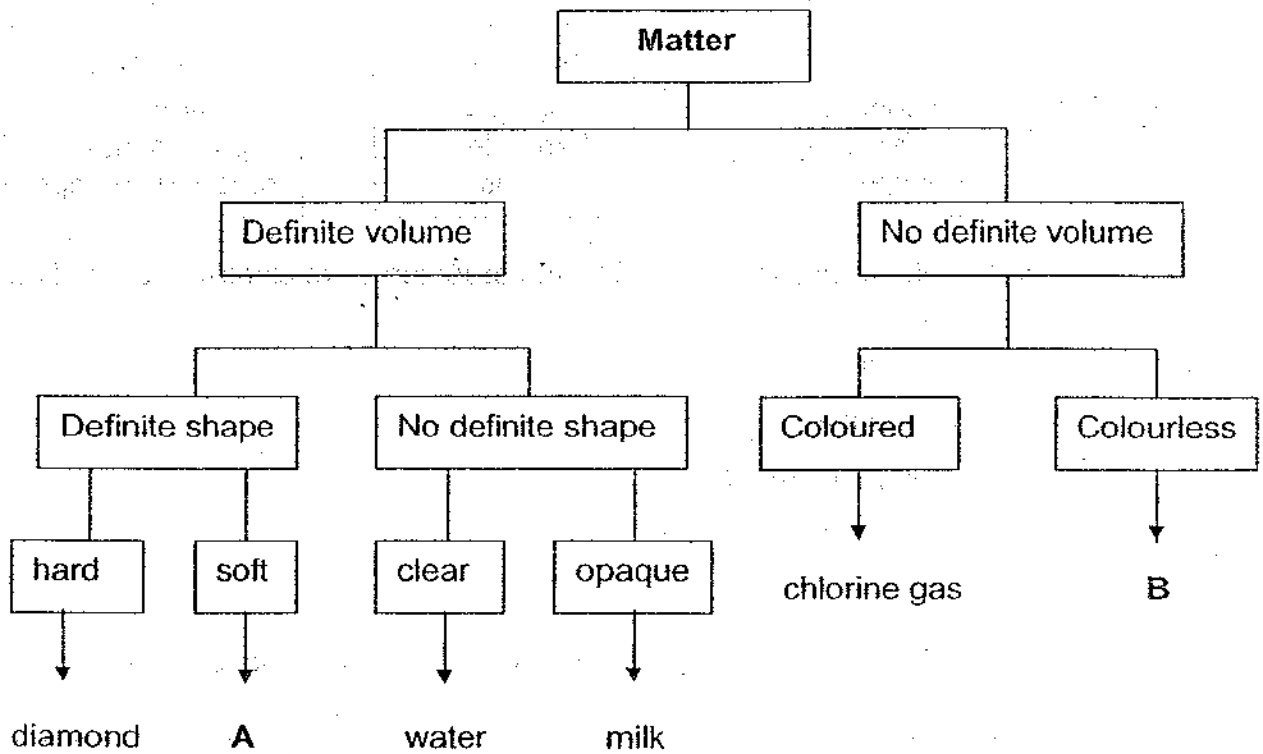 Matter
Definite volume
No definite volume
Definite shape
No definite shape
Coloured
Colourless
hard
soft
clear
opaque
chlorine gas
B
diamond
A
water
milk